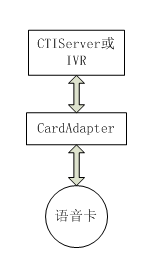 CTIServer或
IVR
CardAdapter
语音卡